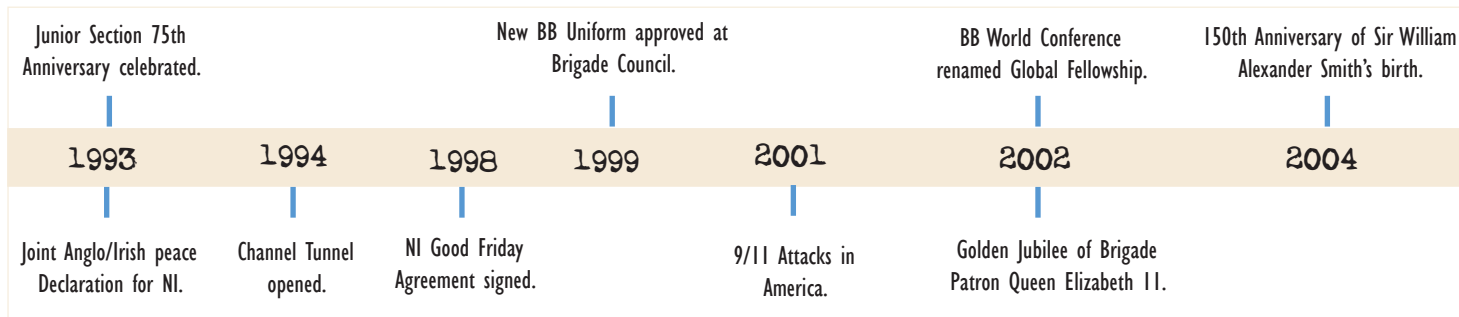 Junior Section 75th
Anniversary celebrated.
New BB Uniform approved at
Brigade Council.
BB World Conference
renamed Global Fellowship.
150th Anniversary of Sir William
Alexander Smith's birth.
1993
1994
1998
1999
2001
2002
2004
Joint Anglo/Irish peace
Declaration for NI.
Channel Tunnel
opened.
NI Good Friday
Agreement signed.
9/11 Attacks in
America.
Golden Jubilee of Brigade
Patron Queen Elizabeth II.